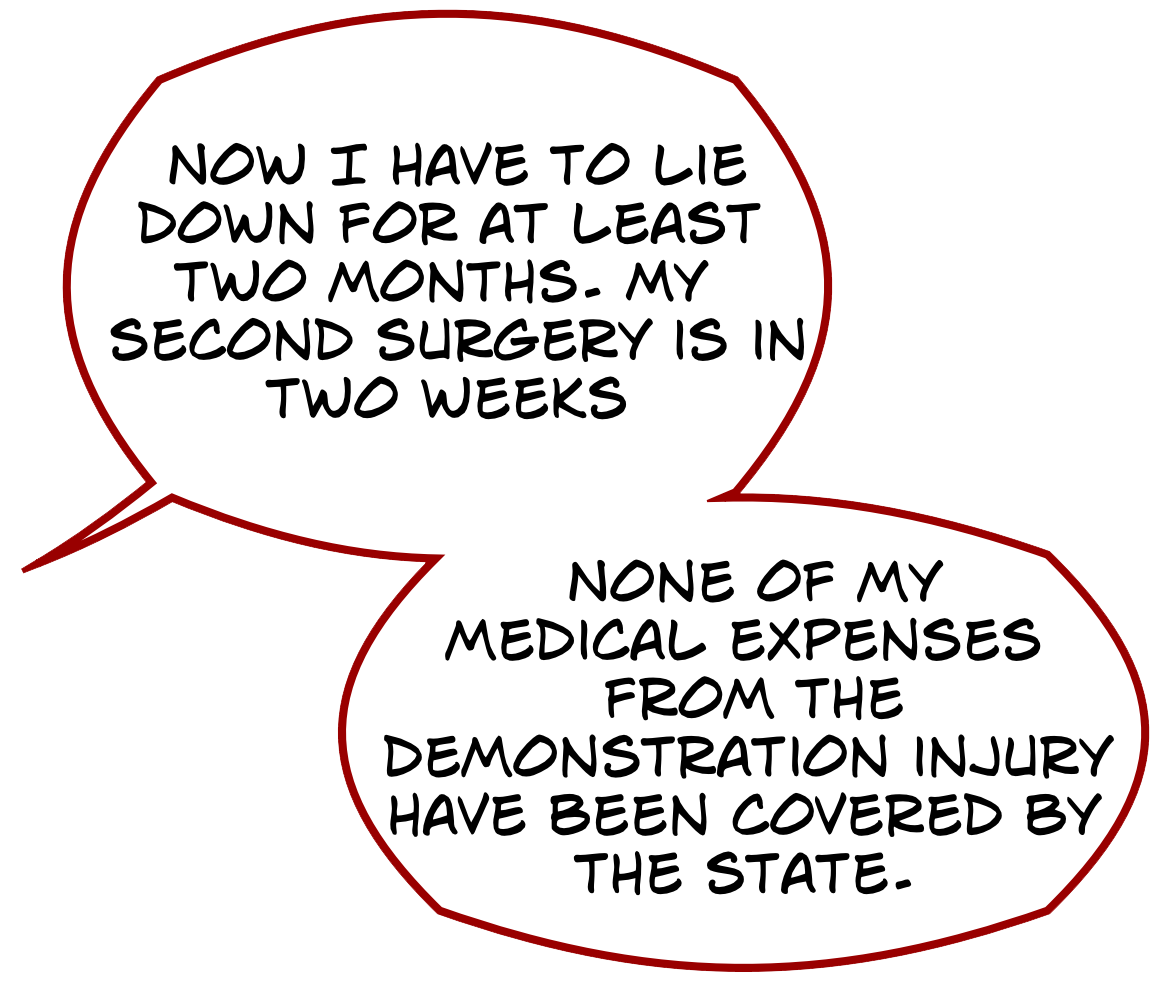 NOW I HAVE TO LIE
DOWN FOR AT LEAST
TWO MONTHS. MY
SECOND SURGERY IS IN
TWO WEEKS
NONE OF MY
MEDICAL EXPENSES
FROM THE
DEMONSTRATION INJURY
HAVE BEEN COVERED BY
THE STATE.